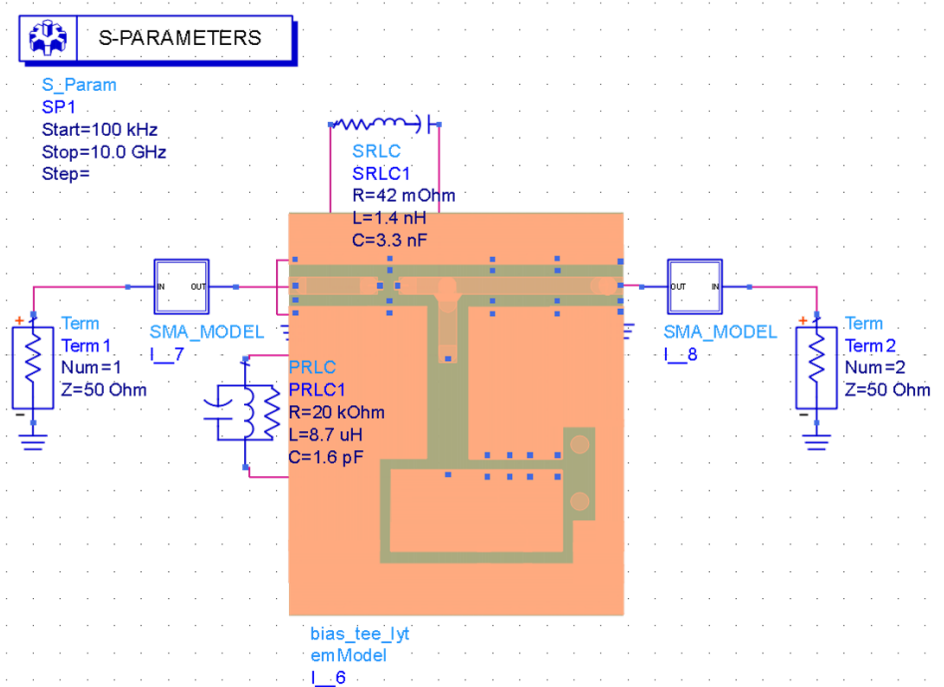 S-PARAMETERS
S_Param
SP1
Start=100 kHz
Stop=10.0 GHz
Step=
SRLC
SRLC1
R=42 mOhm
L=1.4 nH
C=3.3 nF
IN OUT
SMA_MODEL
I__7
OUT IN
SMA_MODEL
I__8
+
Term
Term1
Num=1
Z=50 Ohm
-
+
Term
Term2
Num=2
Z=50 Ohm
-
PRLC
PRLC1
R=20 kOhm
L=8.7 uH
C=1.6 pF
bias_tee_lyt
emModel
I__6